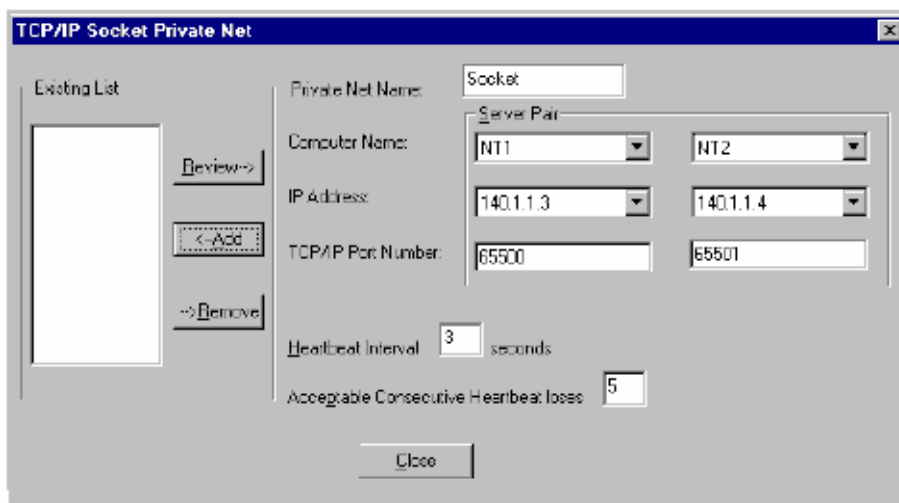 TCP/IP Socket Private Net
Existing List
Review-->
<--Add
-->Remove
Private Net Name: Socket
Server Pair
Computer Name: NT1 NT2
IP Address: 140.1.1.3 140.1.1.4
TCP/IP Port Number: 65500 65501
Heartbeat Interval 3 seconds
Acceptable Consecutive Heartbeat loses 5
Close